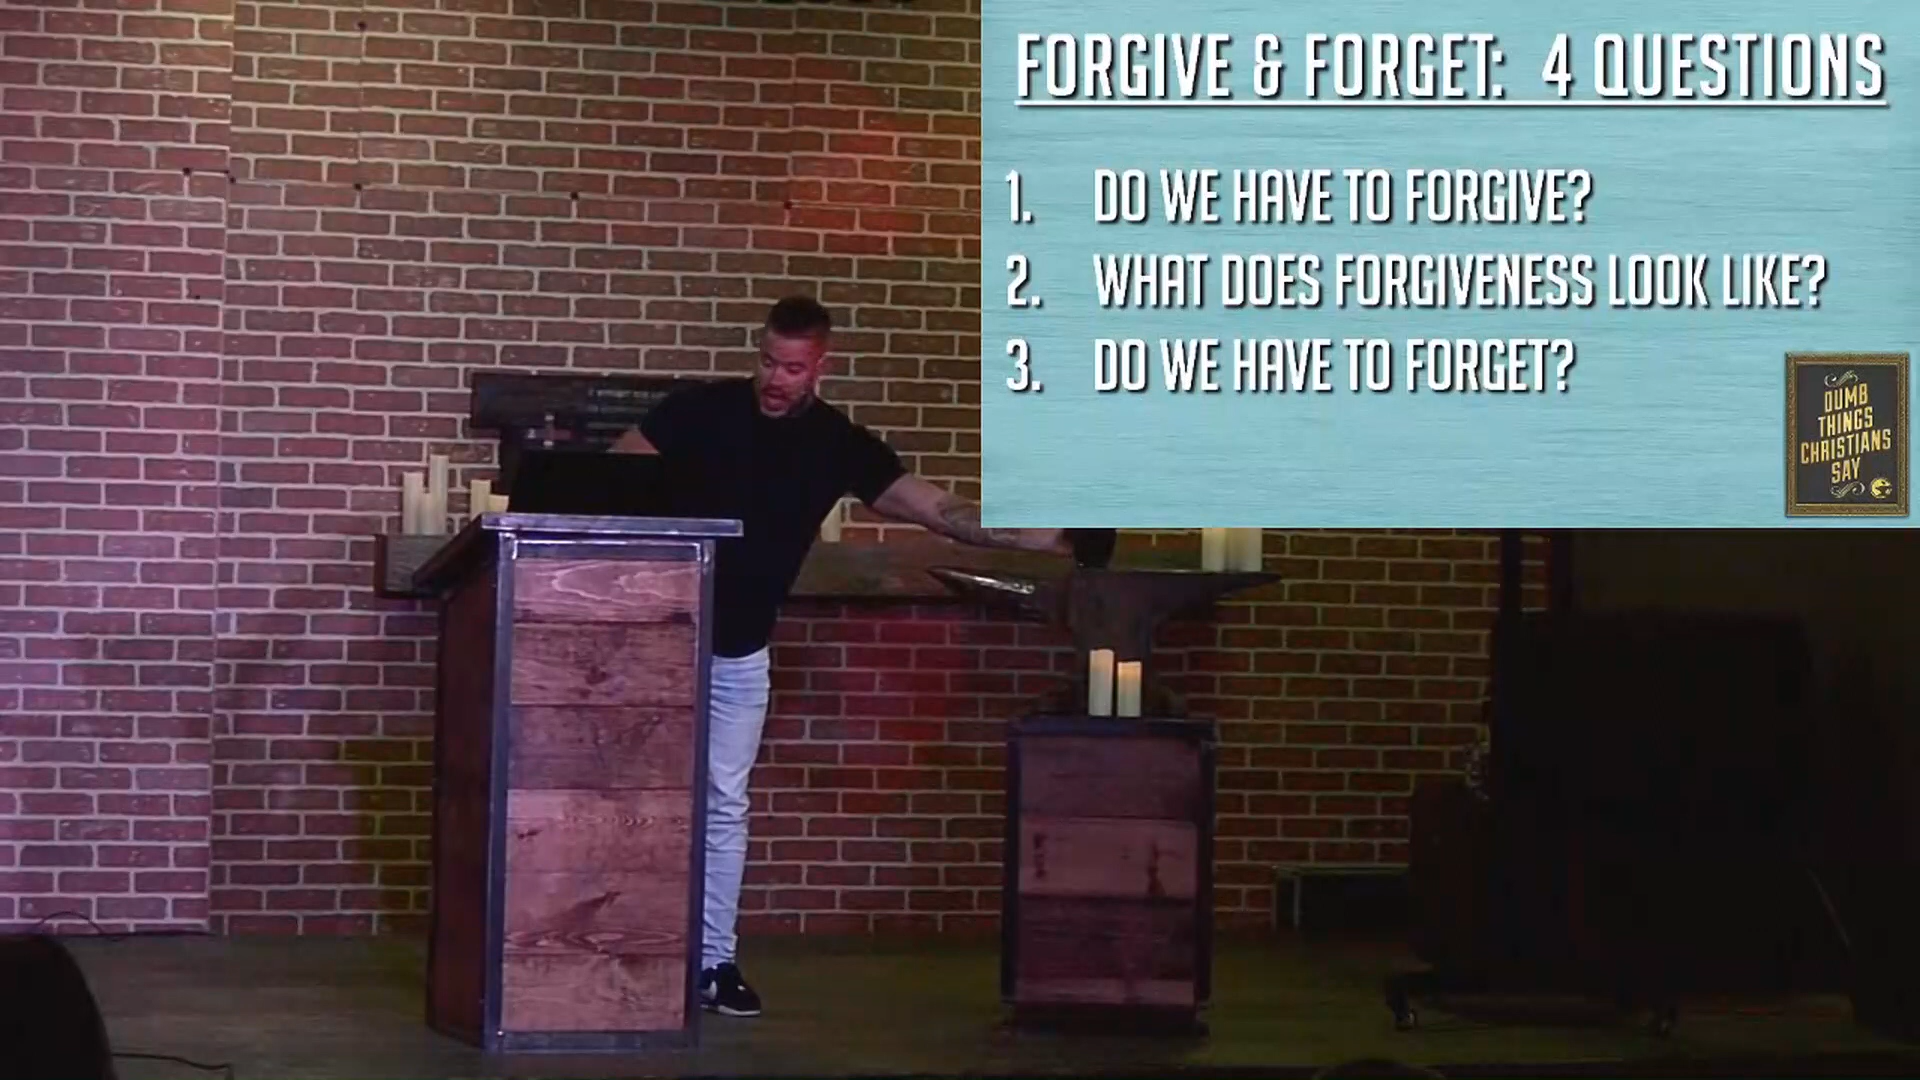 FORGIVE & FORGET: 4 QUESTIONS
1. DO WE HAVE TO FORGIVE?
2. WHAT DOES FORGIVENESS LOOK LIKE?
3. DO WE HAVE TO FORGET?
DUMB
THINGS
CHRISTIANS
SAY